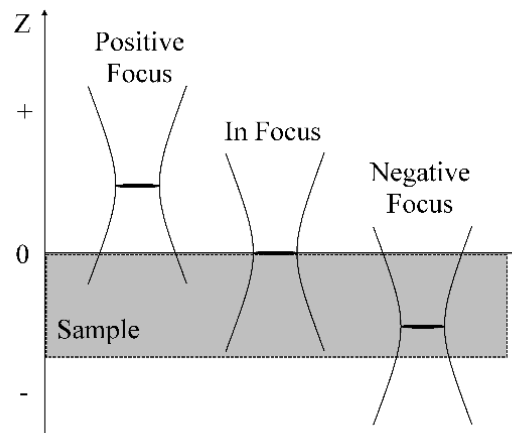 Z
Positive
Focus
+
In Focus
Negative
Focus
0
Sample
-